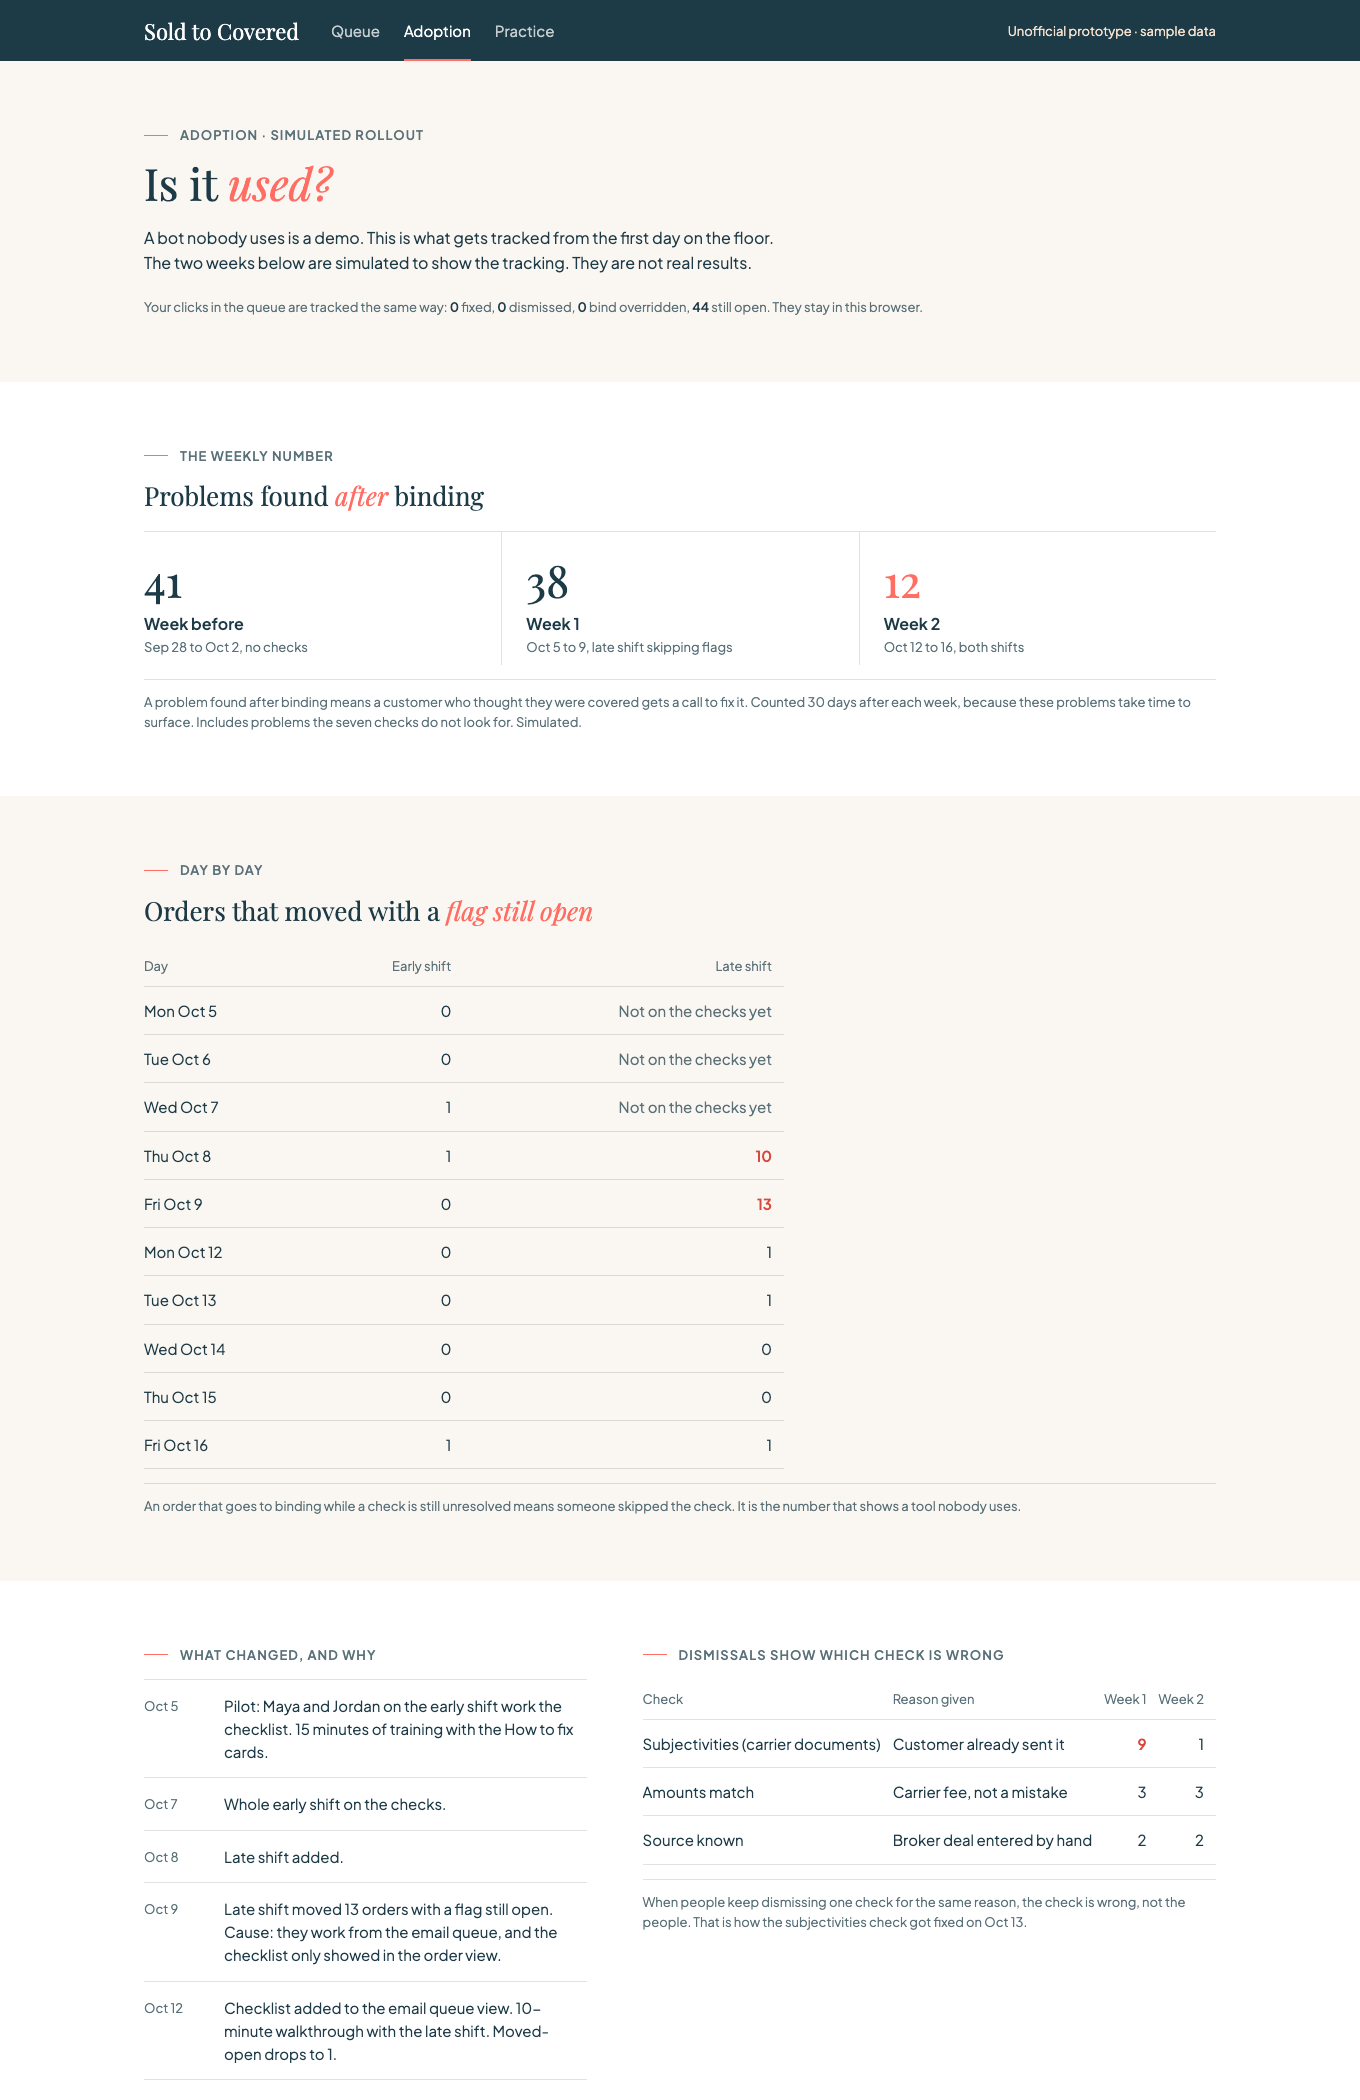 Sold to Covered Queue Adoption Practice Unofficial prototype · sample data
ADOPTION · SIMULATED ROLLOUT
Is it used?
A bot nobody uses is a demo. This is what gets tracked from the first day on the floor.
The two weeks below are simulated to show the tracking. They are not real results.
Your clicks in the queue are tracked the same way: 0 fixed, 0 dismissed, 0 bind overridden, 44 still open. They stay in this browser.
THE WEEKLY NUMBER
Problems found after binding
41
Week before
Sep 28 to Oct 2, no checks
38
Week 1
Oct 5 to 9, late shift skipping flags
12
Week 2
Oct 12 to 16, both shifts
A problem found after binding means a customer who thought they were covered gets a call to fix it. Counted 30 days after each week, because these problems take time to
surface. Includes problems the seven checks do not look for. Simulated.
DAY BY DAY
Orders that moved with a flag still open
Day Early shift Late shift
Mon Oct 5 0 Not on the checks yet
Tue Oct 6 0 Not on the checks yet
Wed Oct 7 1 Not on the checks yet
Thu Oct 8 1 10
Fri Oct 9 0 13
Mon Oct 12 0 1
Tue Oct 13 0 1
Wed Oct 14 0 0
Thu Oct 15 0 0
Fri Oct 16 1 1
An order that goes to binding while a check is still unresolved means someone skipped the check. It is the number that shows a tool nobody uses.
WHAT CHANGED, AND WHY
Oct 5 Pilot: Maya and Jordan on the early shift work the
checklist. 15 minutes of training with the How to fix
cards.
Oct 7 Whole early shift on the checks.
Oct 8 Late shift added.
Oct 9 Late shift moved 13 orders with a flag still open.
Cause: they work from the email queue, and the
checklist only showed in the order view.
Oct 12 Checklist added to the email queue view. 10-
minute walkthrough with the late shift. Moved-
open drops to 1.
DISMISSALS SHOW WHICH CHECK IS WRONG
Check Reason given Week 1 Week 2
Subjectivities (carrier documents) Customer already sent it 9 1
Amounts match Carrier fee, not a mistake 3 3
Source known Broker deal entered by hand 2 2
When people keep dismissing one check for the same reason, the check is wrong, not the
people. That is how the subjectivities check got fixed on Oct 13.